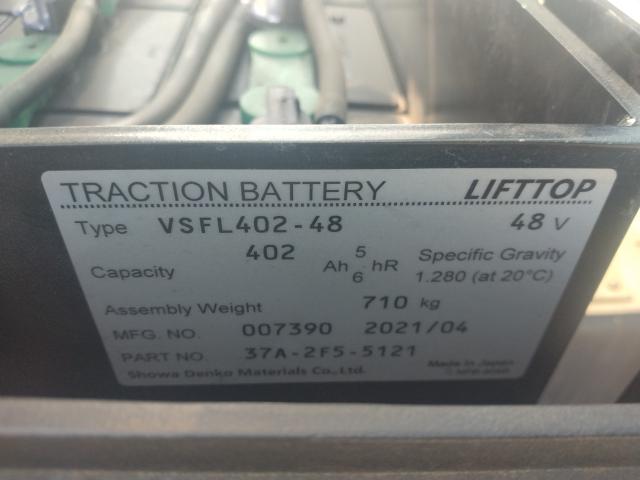 TRACTION BATTERY LIFTTOP
Type VSFL402-48 48 V
Capacity 402 Ah 5 6 hR Specific Gravity
1.280 (at 20°C)
Assembly Weight 710 kg
MFG. NO. 007390 2021/04
PART NO. 37A-2F5-5121
Showa Denko Materials Co., Ltd. Made in Japan